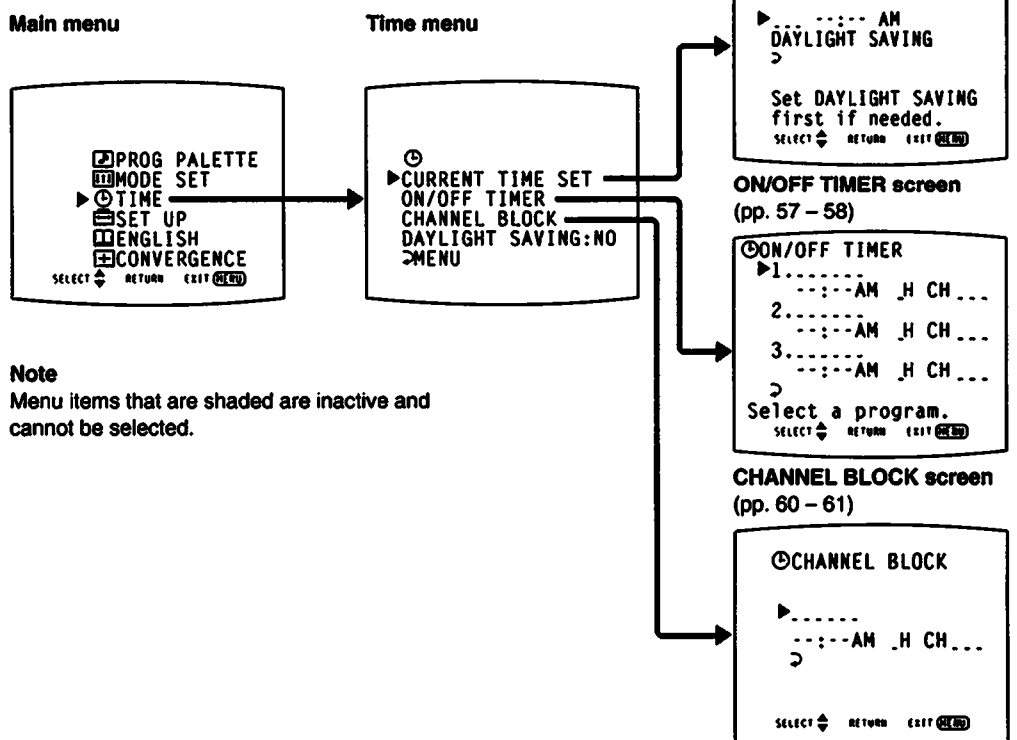 Main menu
PROG PALETTE
MODE SET
▶TIME
SET UP
ENGLISH
CONVERGENCE
SELECT RETURN EXIT MENU
Note
Menu items that are shaded are inactive and
cannot be selected.
Time menu
▶CURRENT TIME SET
ON/OFF TIMER
CHANNEL BLOCK
DAYLIGHT SAVING:NO
MENU
▶... --:-- AM
DAYLIGHT SAVING
Set DAYLIGHT SAVING
first if needed.
SELECT RETURN EXIT MENU
ON/OFF TIMER screen
(pp. 57 – 58)
ON/OFF TIMER
▶1.......
--:--AM _H CH___
2.......
--:--AM _H CH___
3.......
--:--AM _H CH___
Select a program.
SELECT RETURN EXIT MENU
CHANNEL BLOCK screen
(pp. 60 – 61)
CHANNEL BLOCK
▶......
--:--AM _H CH___
SELECT RETURN EXIT MENU